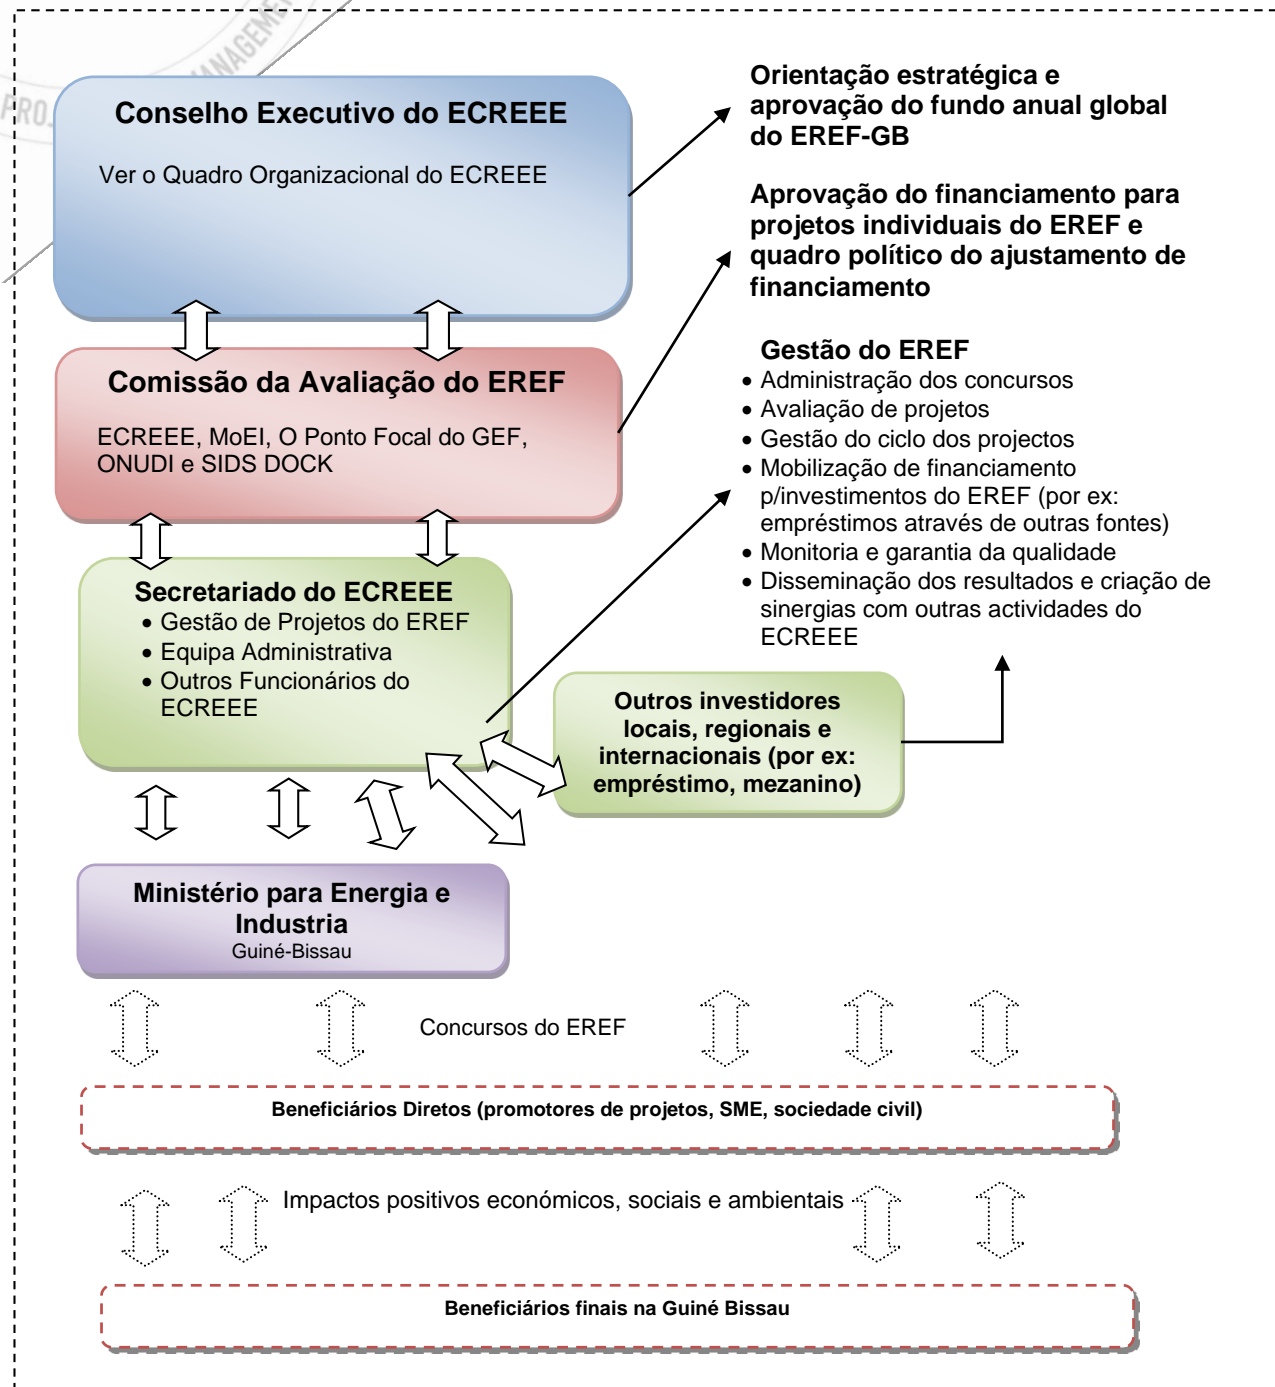 PROJ
MANAGEMEN
Conselho Executivo do ECREEE
Ver o Quadro Organizacional do ECREEE
Orientação estratégica e
aprovação do fundo anual global
do EREF-GB
Aprovação do financiamento para
projetos individuais do EREF e
quadro político do ajustamento de
financiamento
Comissão da Avaliação do EREF
ECREEE, MoEI, O Ponto Focal do GEF,
ONUDI e SIDS DOCK
Gestão do EREF
• Administração dos concursos
• Avaliação de projetos
• Gestão do ciclo dos projectos
• Mobilização de financiamento
p/investimentos do EREF (por ex:
empréstimos através de outras fontes)
• Monitoria e garantia da qualidade
• Disseminação dos resultados e criação de
sinergias com outras actividades do
ECREEE
Secretariado do ECREEE
• Gestão de Projetos do EREF
• Equipa Administrativa
• Outros Funcionários do
ECREEE
Outros investidores
locais, regionais e
internacionais (por ex:
empréstimo, mezanino)
Ministério para Energia e
Industria
Guiné-Bissau
Concursos do EREF
Beneficiários Diretos (promotores de projetos, SME, sociedade civil)
Impactos positivos económicos, sociais e ambientais
Beneficiários finais na Guiné Bissau